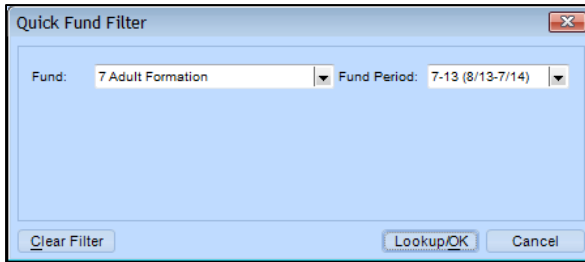 Quick Fund Filter
Fund: 7 Adult Formation Fund Period: 7-13 (8/13-7/14)
Clear Filter Lookup/OK Cancel